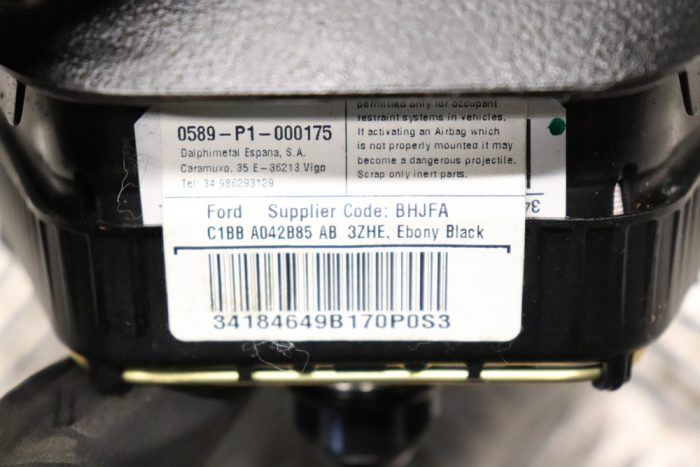 0589-P1-000175
Dalphimetal Espana, S.A.
Caramuxo, 35 E-36213 Vigo
Tel: 34 986293129
permitted only for occupant
restraint systems in vehicles.
If activating an Airbag which
is not properly mounted it may
become a dangerous projectile.
Scrap only inert parts.
34
Ford Supplier Code: BHJFA
C1BB A042B85 AB 3ZHE, Ebony Black
34184649B170P0S3